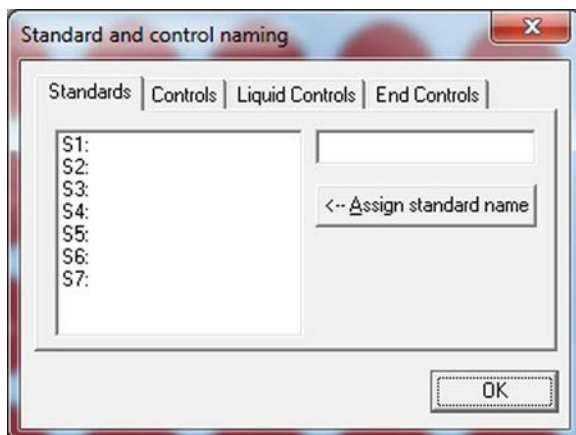 Standard and control naming
Standards Controls Liquid Controls End Controls
S1:
S2:
S3:
S4:
S5:
S6:
S7:
<-- Assign standard name
OK